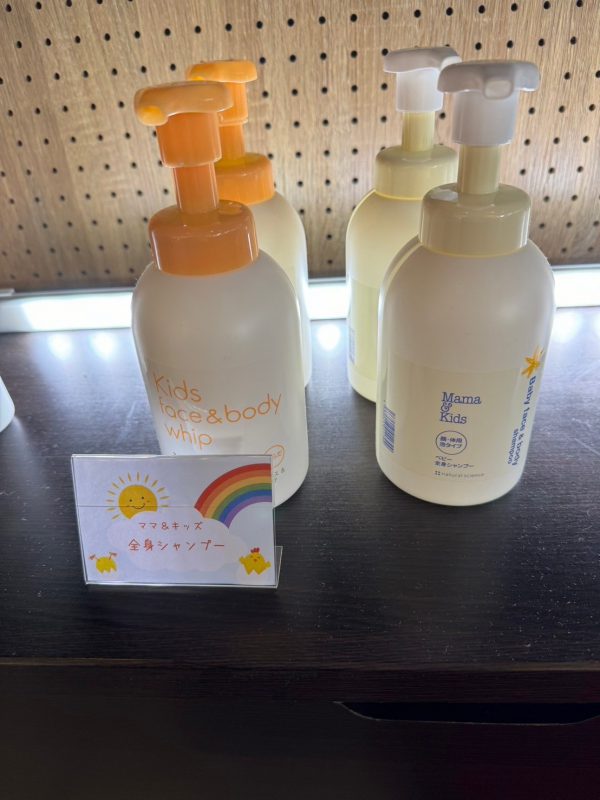 Kids
face & body
whip
ママ&キッズ
全身シャンプー
Mama
&
Kids
顔・体用
泡タイプ
ベビー
全身シャンプー
Natural science
Baby face & body
shampoo